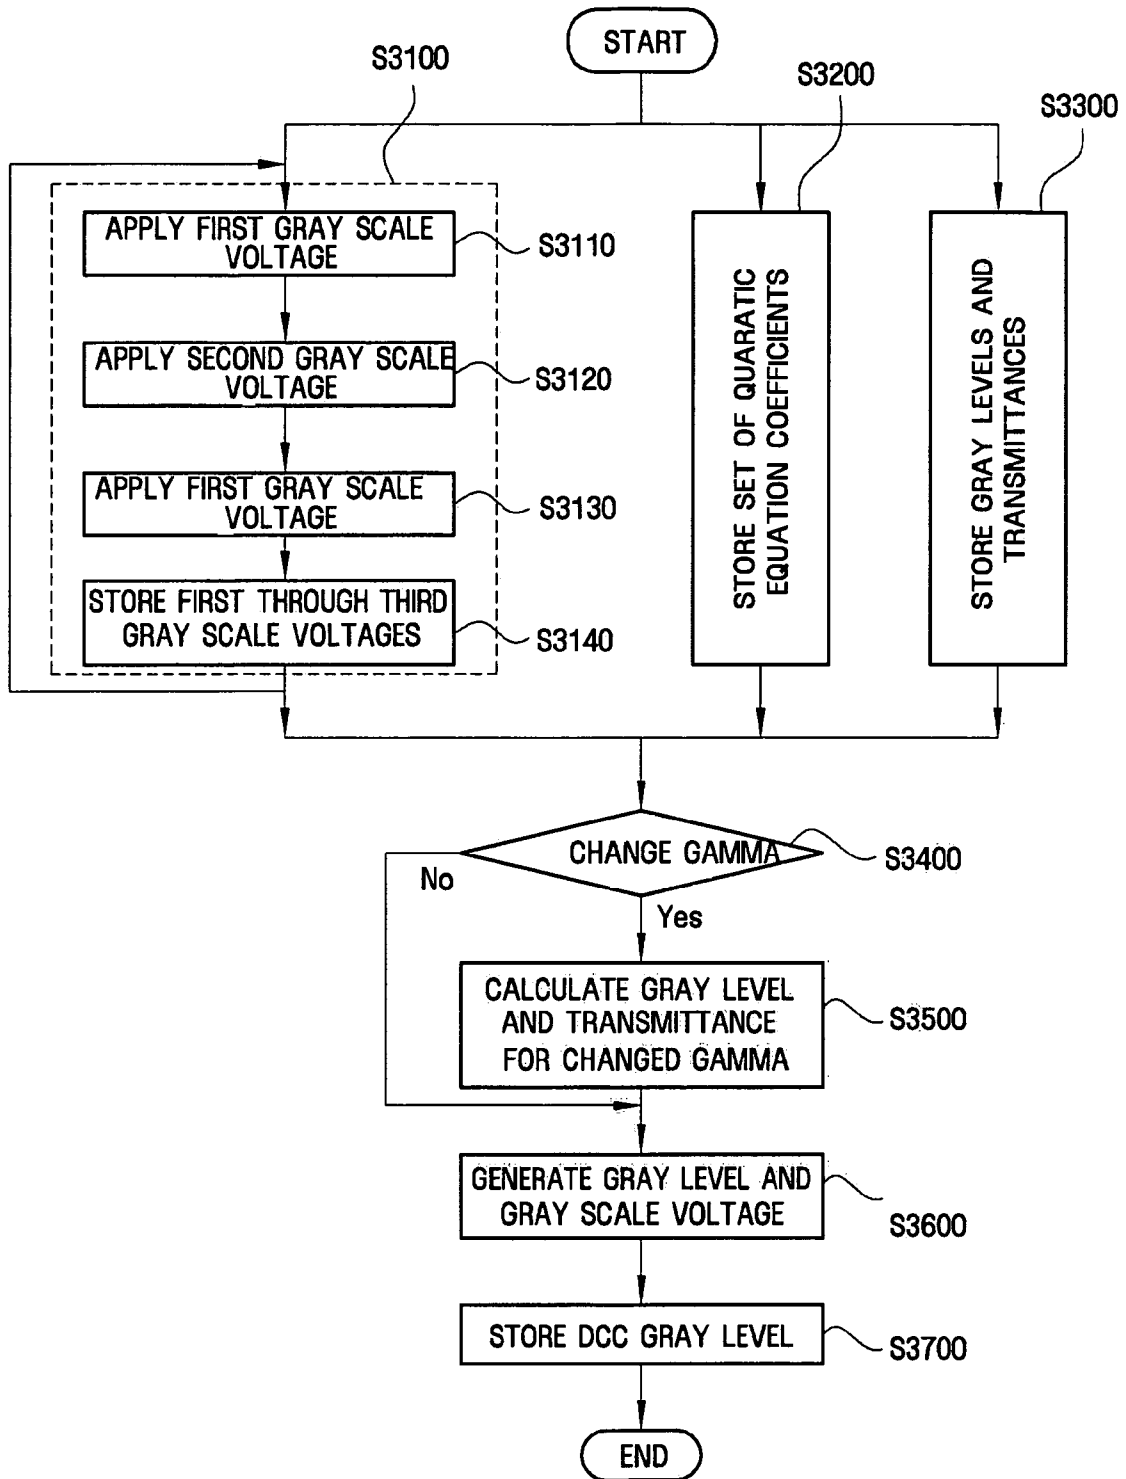 START
S3100
S3200
S3300
APPLY FIRST GRAY SCALE
VOLTAGE
S3110
APPLY SECOND GRAY SCALE
VOLTAGE
S3120
APPLY FIRST GRAY SCALE
VOLTAGE
S3130
STORE FIRST THROUGH THIRD
GRAY SCALE VOLTAGES
S3140
STORE SET OF QUARATIC
EQUATION COEFFICIENTS
STORE GRAY LEVELS AND
TRANSMITTANCES
CHANGE GAMMA
S3400
No
Yes
CALCULATE GRAY LEVEL
AND TRANSMITTANCE
FOR CHANGED GAMMA
S3500
GENERATE GRAY LEVEL AND
GRAY SCALE VOLTAGE
S3600
STORE DCC GRAY LEVEL
S3700
END